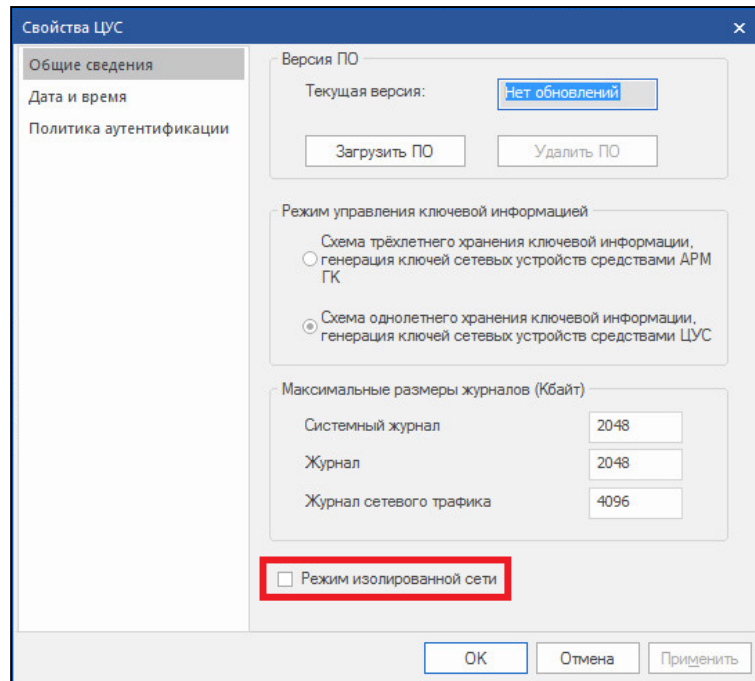 Свойства ЦУС
Общие сведения
Дата и время
Политика аутентификации
Версия ПО
Текущая версия:
Нет обновлений
Загрузить ПО
Удалить ПО
Режим управления ключевой информацией
Схема трёхлетнего хранения ключевой информации,
генерация ключей сетевых устройств средствами АРМ
ГК
Схема однолетнего хранения ключевой информации,
генерация ключей сетевых устройств средствами ЦУС
Максимальные размеры журналов (Кбайт)
Системный журнал
2048
Журнал
2048
Журнал сетевого трафика
4096
Режим изолированной сети
OK
Отмена
Применить